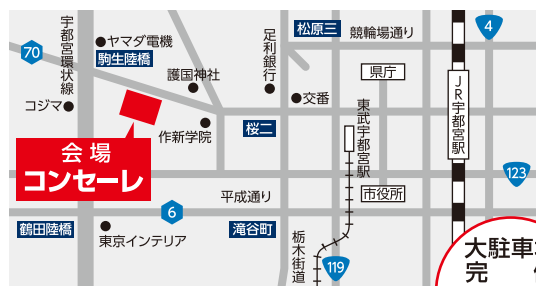 宇都宮環状線
70
ヤマダ電機
駒生陸橋
護国神社
コジマ
作新学院
会場
コンセーレ
足利銀行
松原三
競輪場通り
4
県庁
交番
桜二
東武宇都宮駅
JR宇都宮駅
123
平成通り
市役所
6
鶴田陸橋
東京インテリア
滝谷町
栃木街道
119
大駐車
完